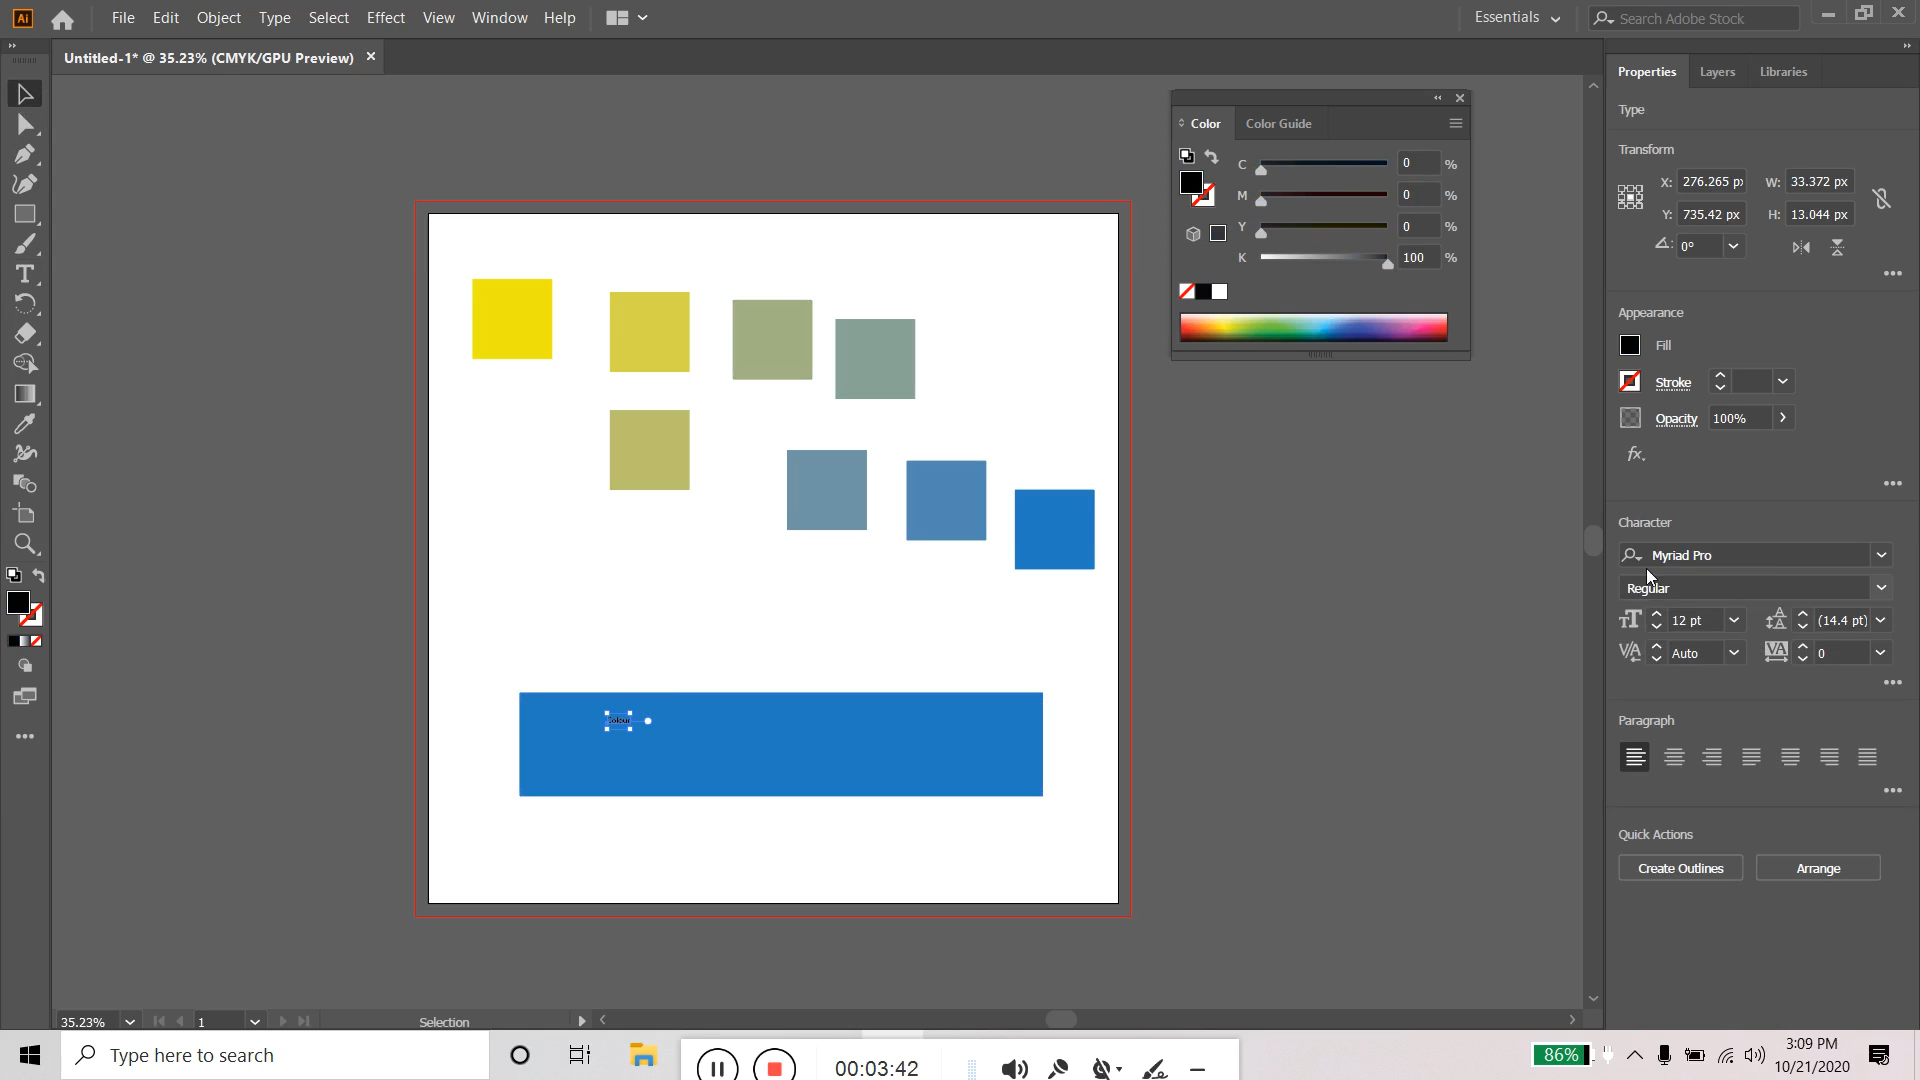 Ai File Edit Object Type Select Effect View Window Help Essentials Search Adobe Stock
Untitled-1* @ 35.23% (CMYK/GPU Preview)
Properties Layers Libraries
Type
Transform
X: 276.265 px W: 33.372 px
Y: 735.42 px H: 13.044 px
0°
Color Color Guide
C 0 %
M 0 %
Y 0 %
K 100 %
Appearance
Fill
Stroke
Opacity 100%
fx.
Character
Myriad Pro
Regular
12 pt (14.4 pt)
Auto 0
Paragraph
Colour
Quick Actions
Create Outlines Arrange
35.23% 1 Selection
Type here to search
00:03:42
86%
3:09 PM
10/21/2020